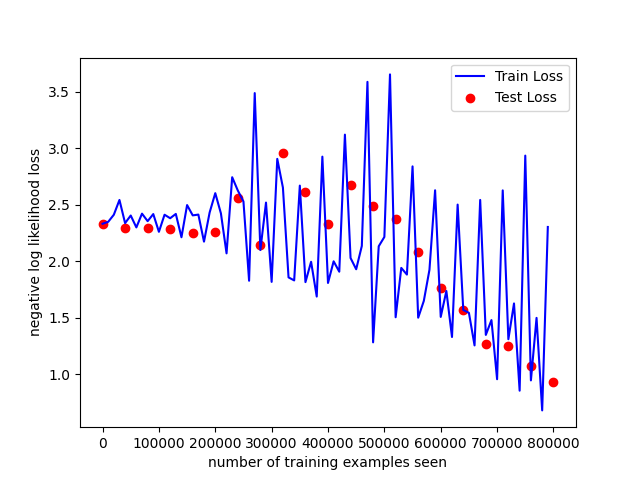 Train Loss
Test Loss
3.5
3.0
2.5
2.0
1.5
1.0
negative log likelihood loss
0 100000 200000 300000 400000 500000 600000 700000 800000
number of training examples seen